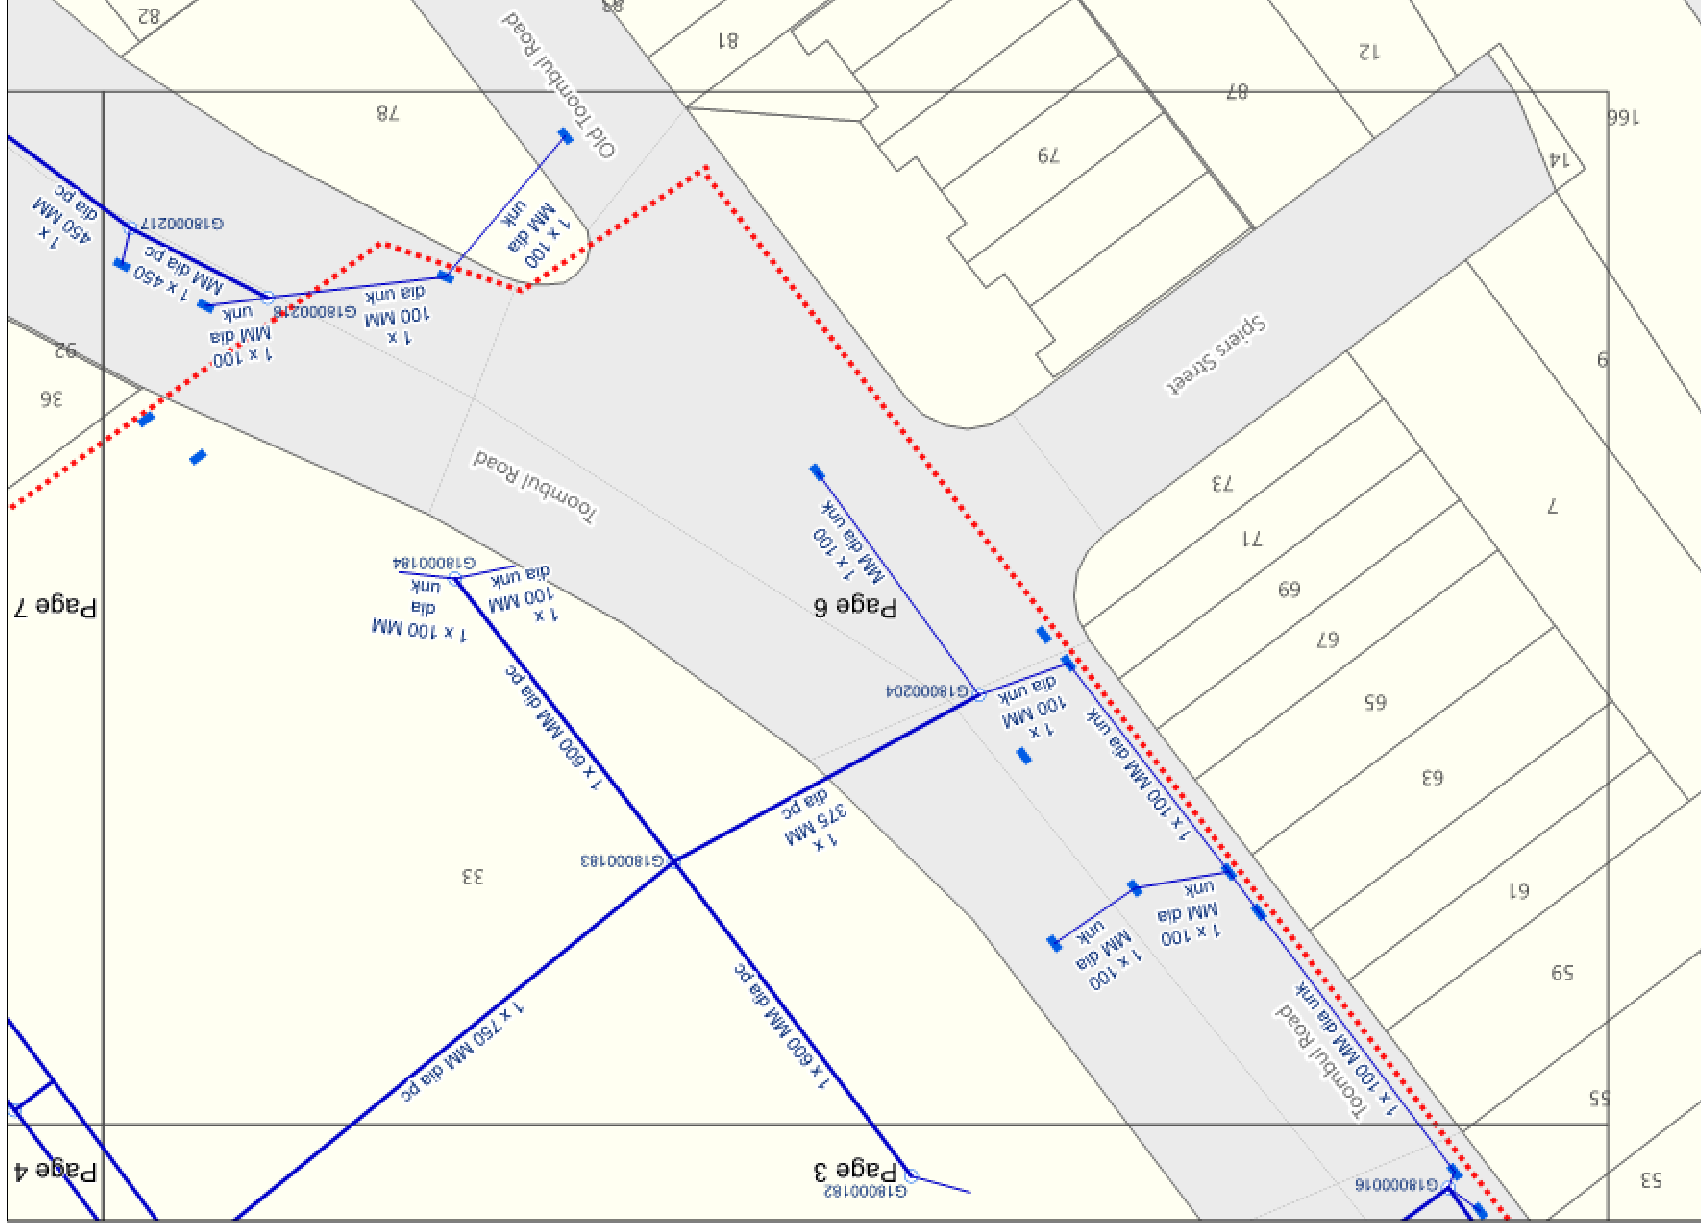 53
G18000016
G18000182
Page 3
Page 4
55
Toombul Road
1 x 100 MM dia unk
1 x 600 MM dia pc
1 x 750 MM dia pc
59
1 x 100
MM dia
unk
1 x 100
MM dia
unk
61
33
G18000183
1 x
375 MM
dia pc
63
1 x 100 MM dia unk
1 x
100 MM
dia unk
G18000204
1 x 600 MM dia pc
65
67
69
71
73
7
Page 6
Page 7
1 x 100
MM dia unk
1 x
100 MM
dia unk
1 x 100 MM
dia
unk
G18000184
Toombul Road
Spiers Street
9
36
92
1 x
100 MM
dia unk
G18000218
1 x 100
MM dia
unk
1 x 450
MM dia pc
G18000217
1 x
450 MM
dia pc
1 x 100
MM dia
unk
14
166
79
87
78
Old Toombul Road
12
81
82